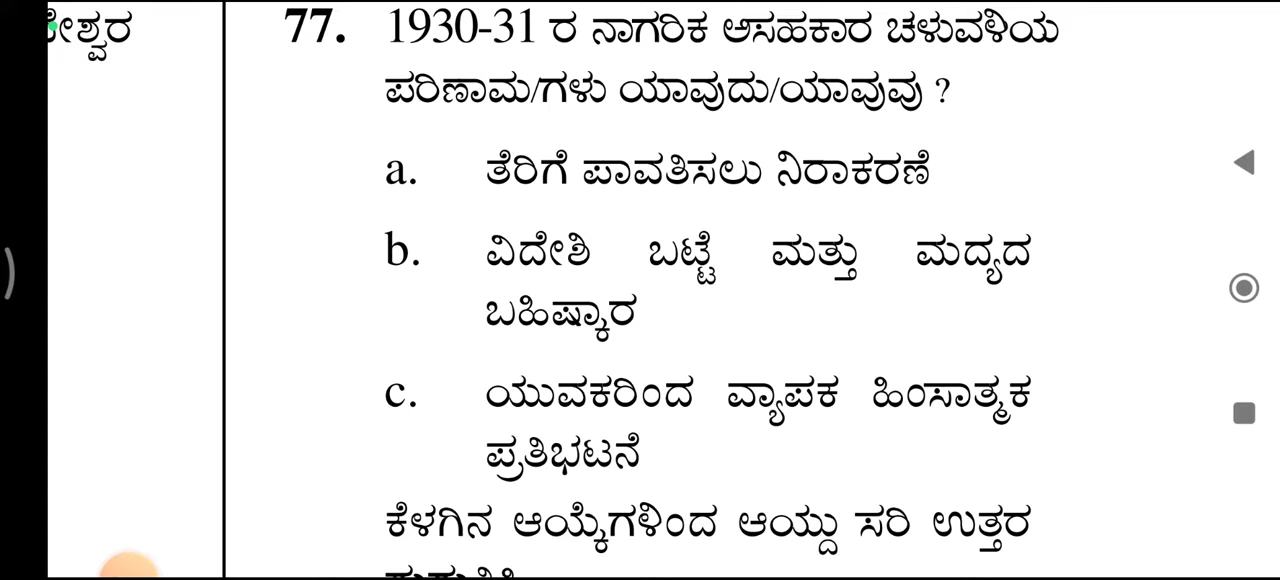 77. 1930-31 ರ ನಾಗರಿಕ ಅಸಹಕಾರ ಚಳುವಳಿಯ
ಪರಿಣಾಮ/ಗಳು ಯಾವುದು/ಯಾವುವು ?
a. ತೆರಿಗೆ ಪಾವತಿಸಲು ನಿರಾಕರಣೆ
b. ವಿದೇಶಿ ಬಟ್ಟೆ ಮತ್ತು ಮದ್ಯದ
ಬಹಿಷ್ಕಾರ
c. ಯುವಕರಿಂದ ವ್ಯಾಪಕ ಹಿಂಸಾತ್ಮಕ
ಪ್ರತಿಭಟನೆ
ಕೆಳಗಿನ ಆಯ್ಕೆಗಳಿಂದ ಆಯ್ದು ಸರಿ ಉತ್ತರ